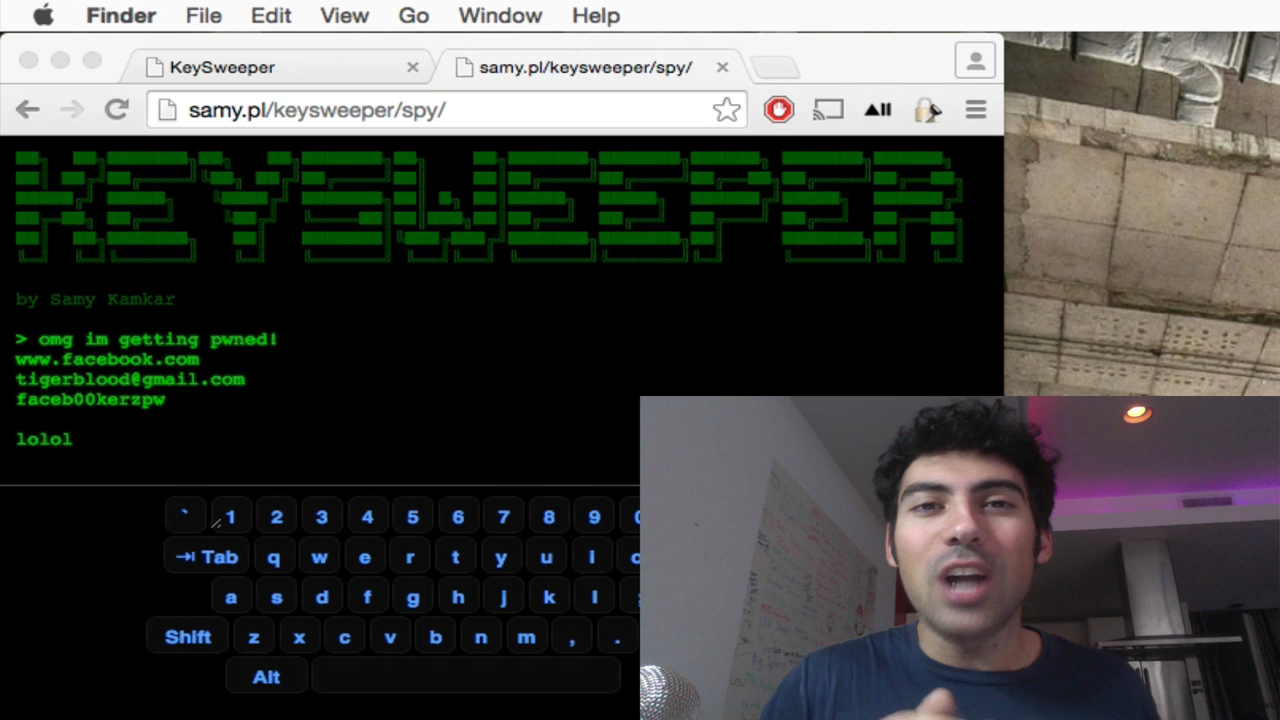 Finder File Edit View Go Window Help
KeySweeper samy.pl/keysweeper/spy/
samy.pl/keysweeper/spy/
KEYSWEEPER
by Samy Kamkar
> omg im getting pwned!
www.facebook.com
tigerblood@gmail.com
faceb00kerzpw
lolol
` 1 2 3 4 5 6 7 8 9
Tab q w e r t y u i
a s d f g h j k l
Shift z x c v b n m , .
Alt